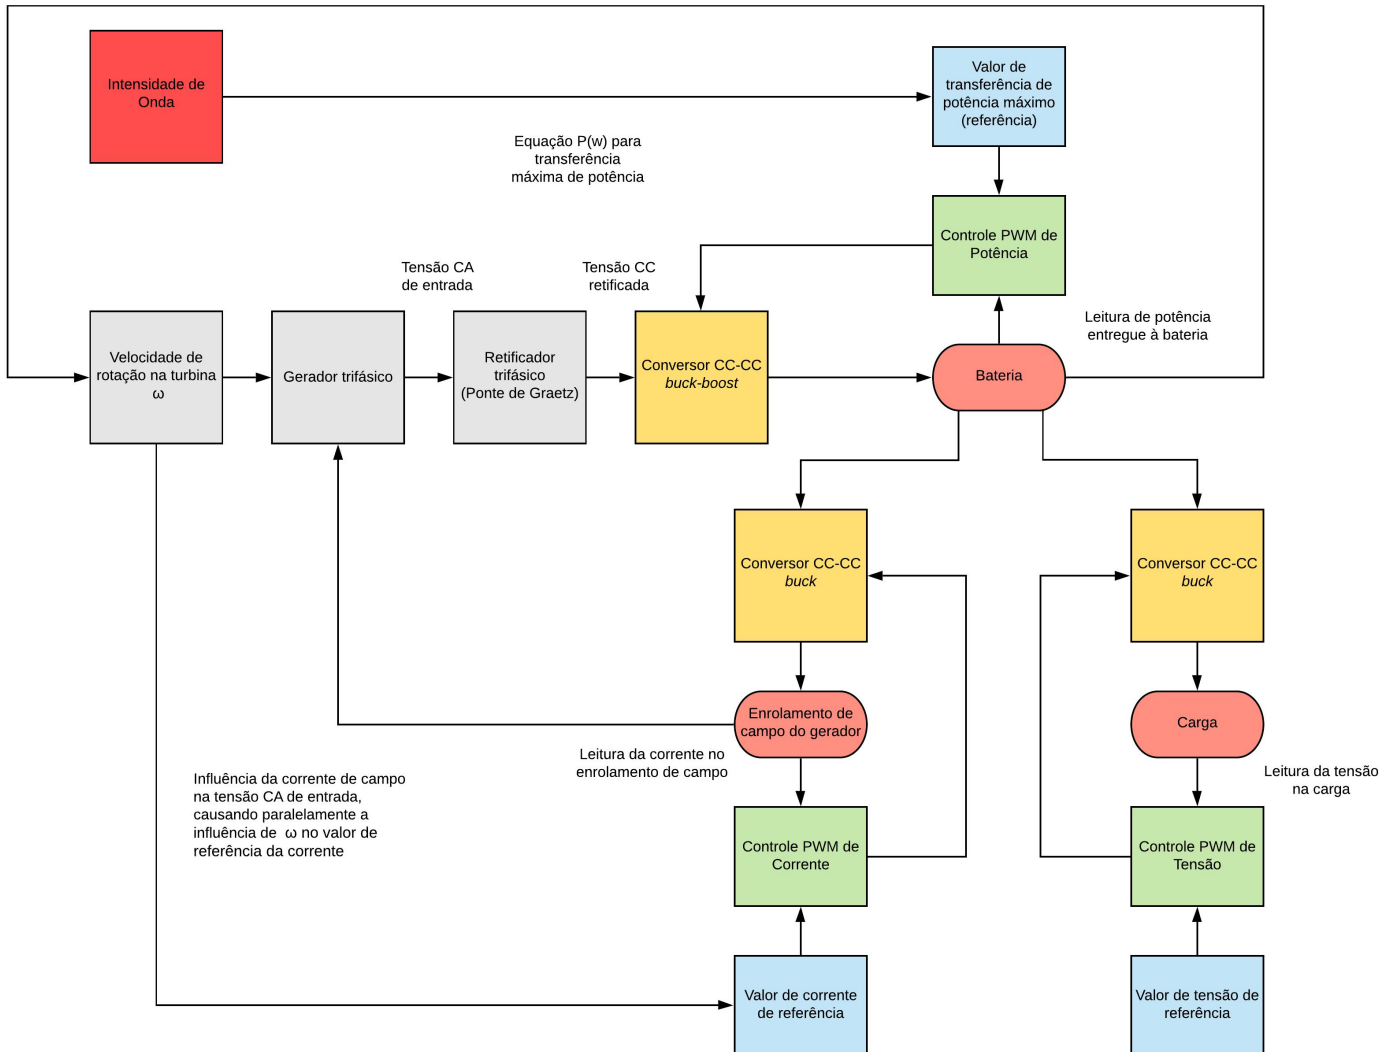 Intensidade de
Onda
Valor de
transferência de
potência máximo
(referência)
Equação P(w) para
transferência
máxima de potência
Controle PWM de
Potência
Tensão CA
de entrada
Tensão CC
retificada
Leitura de potência
entregue à bateria
Velocidade de
rotação na turbina
ω
Gerador trifásico
Retificador
trifásico
(Ponte de Graetz)
Conversor CC-CC
buck-boost
Bateria
Conversor CC-CC
buck
Conversor CC-CC
buck
Enrolamento de
campo do gerador
Carga
Leitura da corrente no
enrolamento de campo
Leitura da tensão
na carga
Influência da corrente de campo
na tensão CA de entrada,
causando paralelamente a
influência de ω no valor de
referência da corrente
Controle PWM de
Corrente
Controle PWM de
Tensão
Valor de corrente
de referência
Valor de tensão de
referência